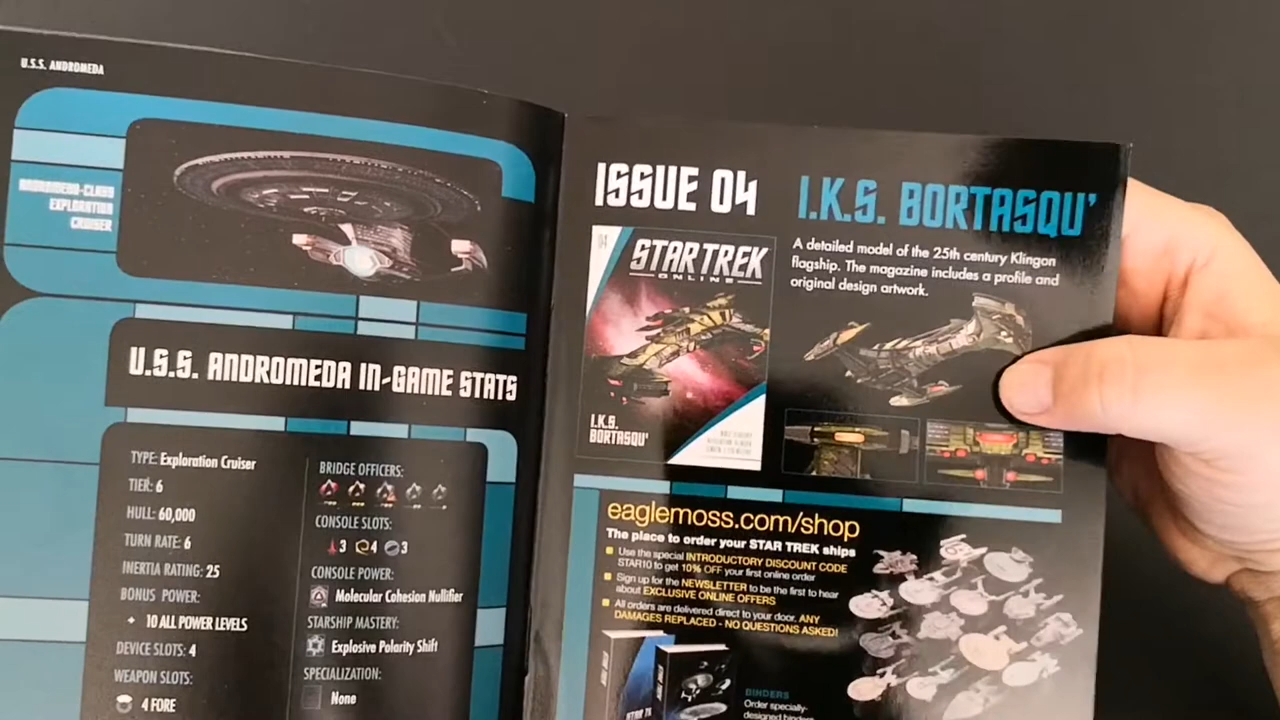 U.S.S. ANDROMEDA
ANDROMEDA-CLASS
EXPLORATION
CRUISER
U.S.S. ANDROMEDA IN-GAME STATS
TYPE: Exploration Cruiser
TIER: 6
HULL: 60,000
TURN RATE: 6
INERTIA RATING: 25
BONUS POWER:
+ 10 ALL POWER LEVELS
DEVICE SLOTS: 4
WEAPON SLOTS:
4 FORE
BRIDGE OFFICERS:
CONSOLE SLOTS:
3 4 3
CONSOLE POWER:
Molecular Cohesion Nullifier
STARSHIP MASTERY:
Explosive Polarity Shift
SPECIALIZATION:
None
ISSUE 04
I.K.S. BORTASQU'
A detailed model of the 25th century Klingon
flagship. The magazine includes a profile and
original design artwork.
04
STAR TREK
ONLINE
I.K.S.
BORTASQU'
eaglemoss.com/shop
The place to order your STAR TREK ships
Use the special INTRODUCTORY DISCOUNT CODE
STAR10 to get 10% OFF your first online order
Sign up for the NEWSLETTER to be the first to hear
about EXCLUSIVE ONLINE OFFERS
All orders are delivered direct to your door. ANY
DAMAGES REPLACED - NO QUESTIONS ASKED!
BINDERS
Order specially-
designed binders